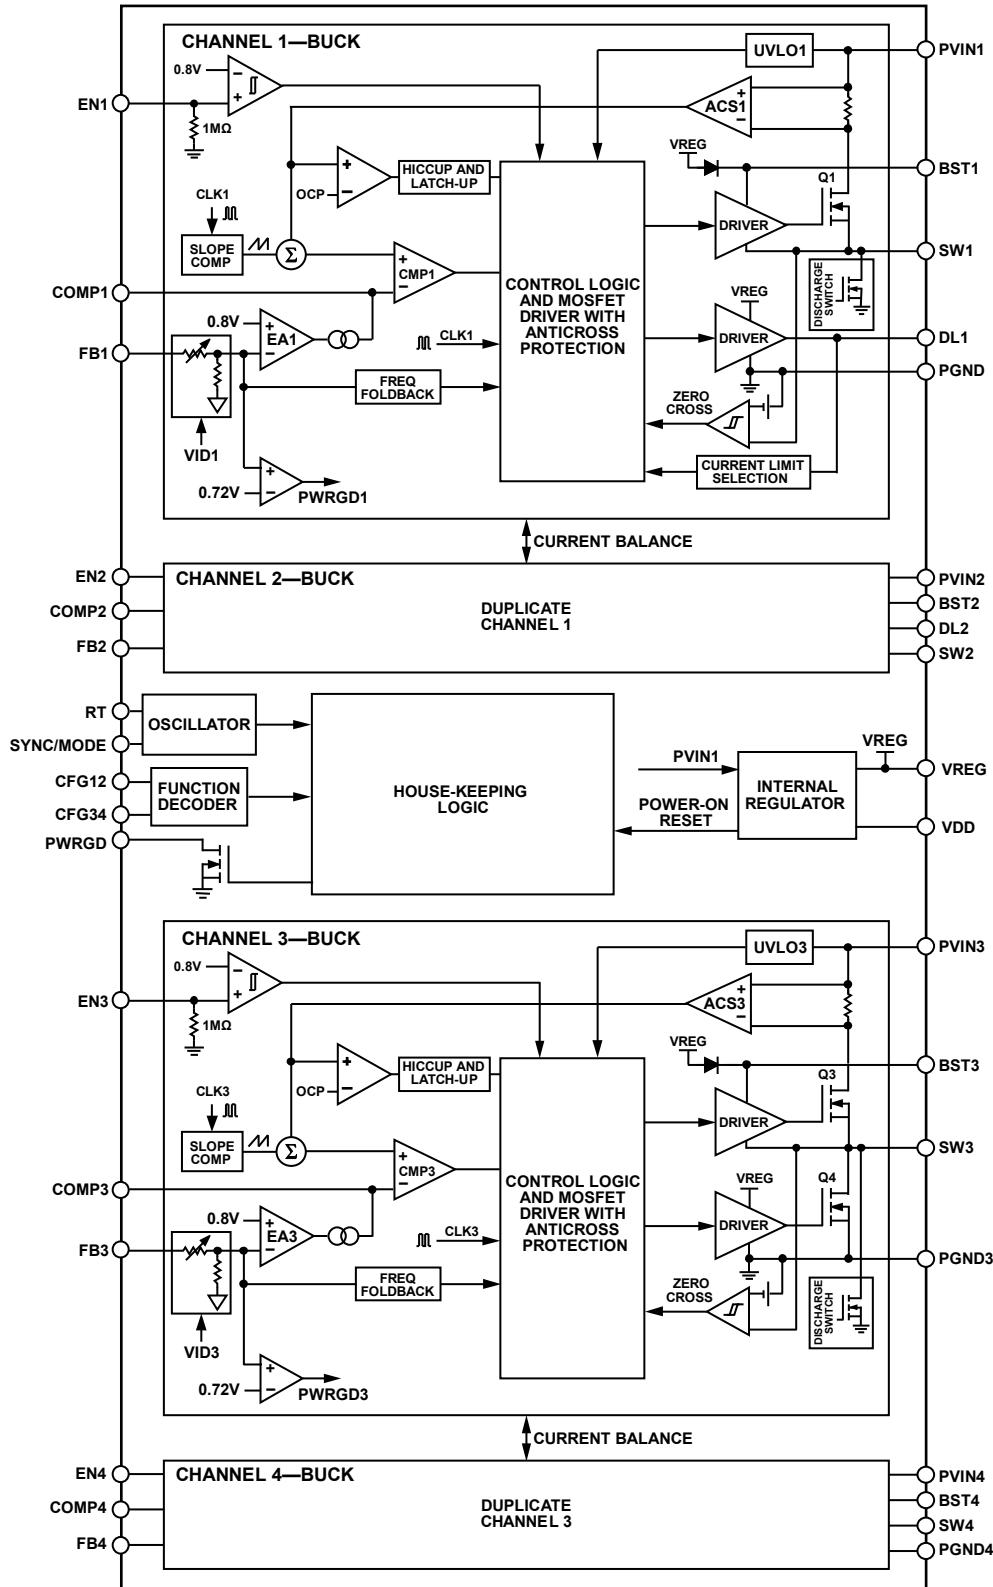 CHANNEL 1—BUCK
UVLO1
PVIN1
0.8V
−
+
EN1
1MΩ
+
ACS1
−
VREG
BST1
+
OCP
−
HICCUP AND
LATCH-UP
Q1
CLK1
DRIVER
SLOPE
COMP
Σ
+
CMP1
−
SW1
DISCHARGE
SWITCH
COMP1
CONTROL LOGIC
AND MOSFET
DRIVER WITH
ANTICROSS
PROTECTION
VREG
0.8V
+
EA1
−
CLK1
DRIVER
DL1
FB1
PGND
FREQ
FOLDBACK
ZERO
CROSS
VID1
+
0.72V
−
PWRGD1
CURRENT LIMIT
SELECTION
CURRENT BALANCE
EN2
CHANNEL 2—BUCK
PVIN2
COMP2
DUPLICATE
CHANNEL 1
BST2
DL2
FB2
SW2
RT
OSCILLATOR
SYNC/MODE
CFG12
FUNCTION
DECODER
CFG34
PWRGD
HOUSE-KEEPING
LOGIC
PVIN1
POWER-ON
RESET
INTERNAL
REGULATOR
VREG
VREG
VDD
CHANNEL 3—BUCK
UVLO3
PVIN3
0.8V
−
+
EN3
1MΩ
+
ACS3
−
VREG
BST3
+
OCP
−
HICCUP AND
LATCH-UP
Q3
CLK3
DRIVER
SLOPE
COMP
Σ
+
CMP3
−
SW3
COMP3
CONTROL LOGIC
AND MOSFET
DRIVER WITH
ANTICROSS
PROTECTION
VREG
Q4
0.8V
+
EA3
−
CLK3
DRIVER
FB3
PGND3
FREQ
FOLDBACK
ZERO
CROSS
DISCHARGE
SWITCH
VID3
+
0.72V
−
PWRGD3
CURRENT BALANCE
EN4
CHANNEL 4—BUCK
PVIN4
COMP4
DUPLICATE
CHANNEL 3
BST4
SW4
FB4
PGND4